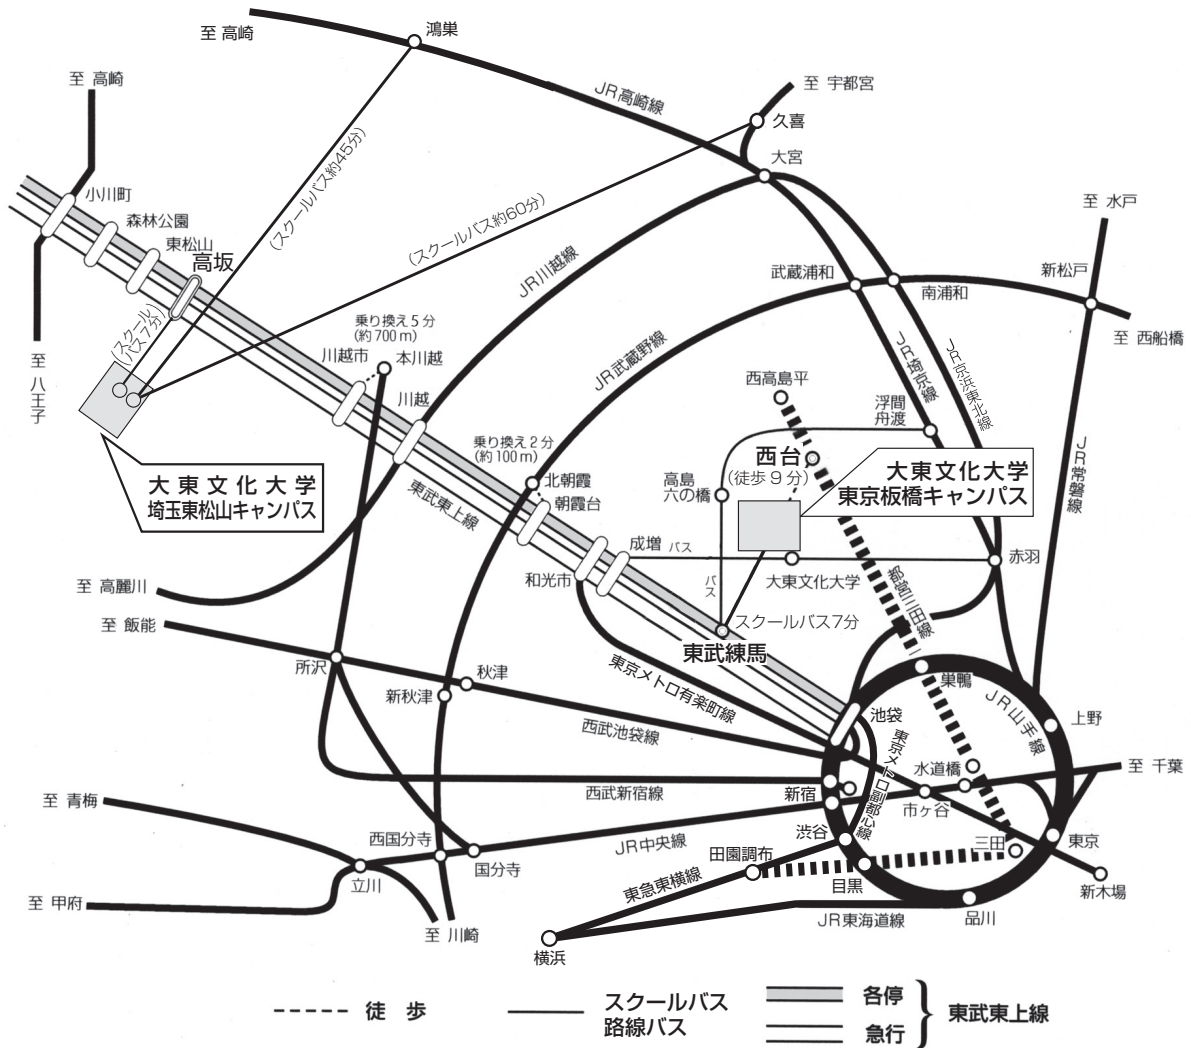 至 高崎
鴻巣
JR高崎線
至 宇都宮
久喜
大宮
至 高崎
小川町
森林公園
東松山
高坂
(スクールバス約45分)
(スクールバス約60分)
(スクール
バス7分)
至 八王子
JR川越線
至 水戸
新松戸
武蔵浦和
南浦和
至 西船橋
乗り換え5分
(約700m)
川越市
本川越
川越
JR武蔵野線
JR埼京線
JR京浜東北線
西高島平
浮間
舟渡
西台
(徒歩9分)
高島
六の橋
大東文化大学
東京板橋キャンパス
JR常磐線
大東文化大学
埼玉東松山キャンパス
乗り換え2分
(約100m)
北朝霞
朝霞台
東武東上線
成増
バス
和光市
バス
大東文化大学
赤羽
都営三田線
至 高麗川
至 飯能
スクールバス7分
東武練馬
所沢
秋津
新秋津
東京メトロ有楽町線
西武池袋線
巣鴨
JR山手線
池袋
上野
東京メトロ副都心線
水道橋
至 千葉
西武新宿線
新宿
市ヶ谷
至 青梅
西国分寺
国分寺
JR中央線
渋谷
三田
東京
立川
田園調布
目黒
新木場
至 甲府
東急東横線
品川
JR東海道線
至 川崎
横浜
徒 歩
スクールバス
路線バス
各停
急行
東武東上線